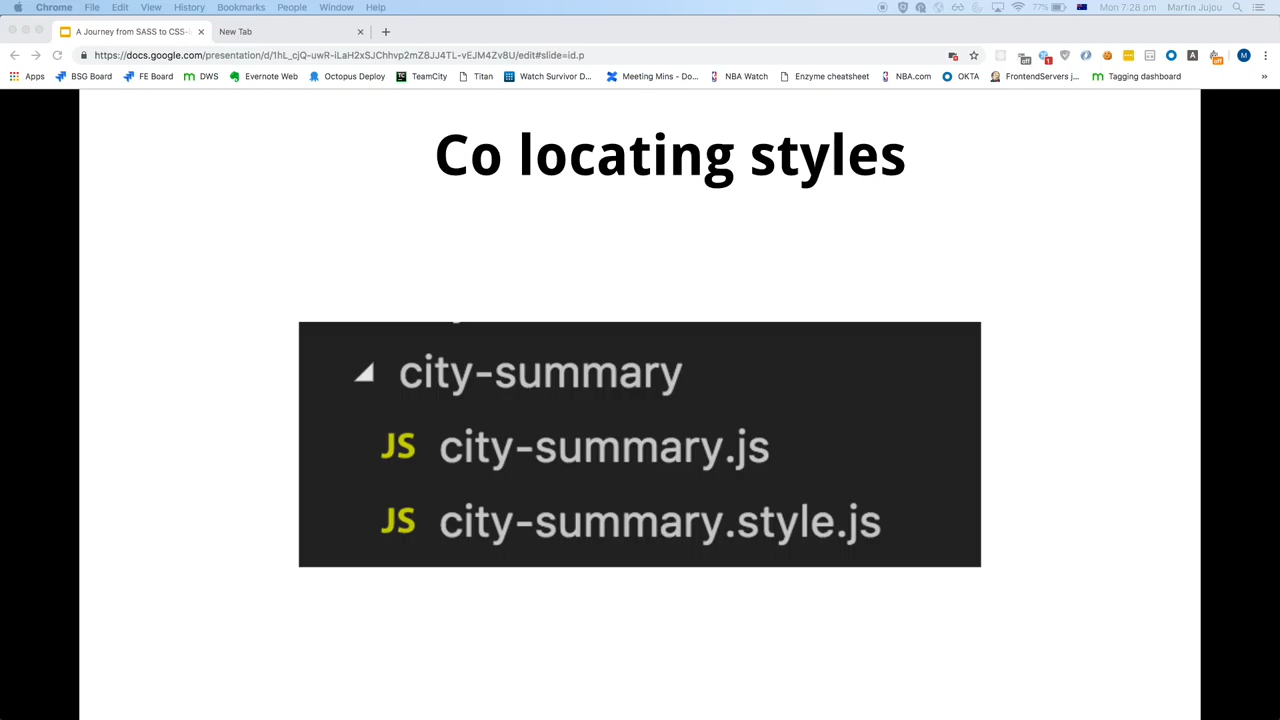 Chrome File Edit View History Bookmarks People Window Help 77% Mon 7:28 pm Martin Jujou
A Journey from SASS to CSS- New Tab
https://docs.google.com/presentation/d/1hL_cjQ-uwR-iLaH2xSJChhvp2mZ8JJ4TL-vEJM4Zv8U/edit#slide=id.p
Apps BSG Board FE Board DWS Evernote Web Octopus Deploy TeamCity Titan Watch Survivor D... Meeting Mins - Do... NBA Watch Enzyme cheatsheet NBA.com OKTA FrontendServers j... Tagging dashboard »
Co locating styles
city-summary
JS city-summary.js
JS city-summary.style.js